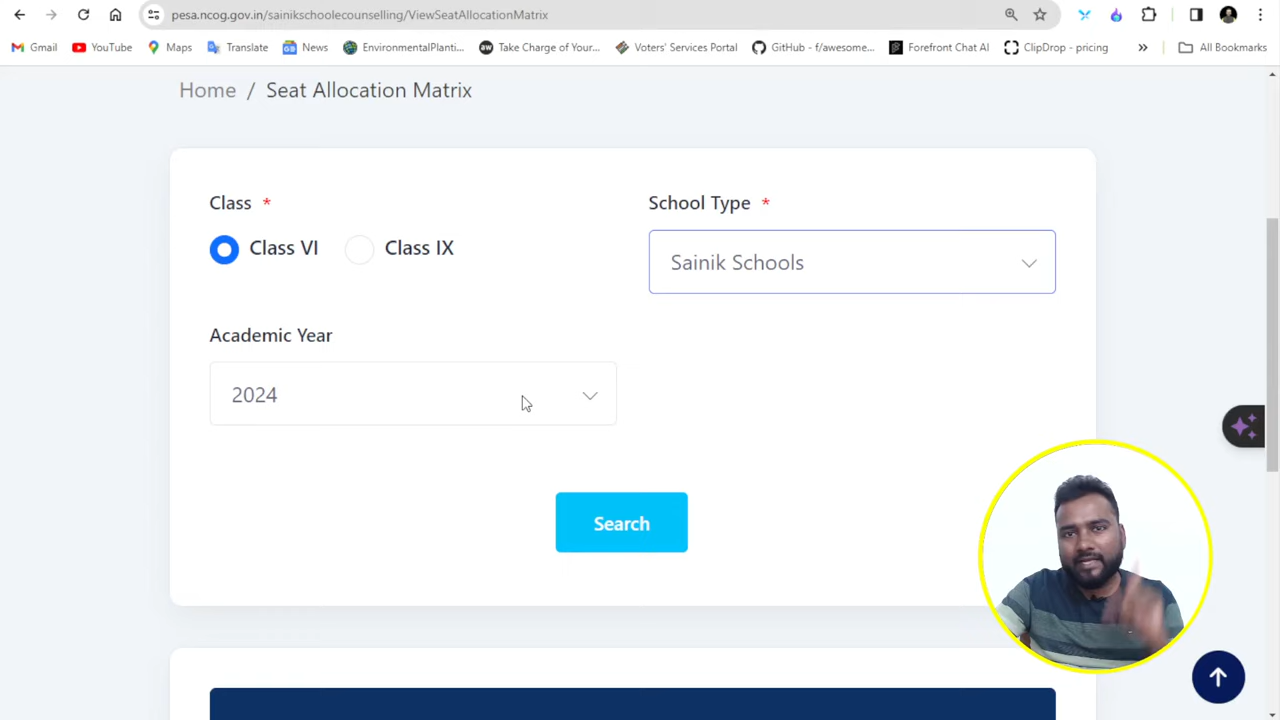 pesa.ncog.gov.in/sainikschoolecounselling/ViewSeatAllocationMatrix
Gmail YouTube Maps Translate News EnvironmentalPlanti... Take Charge of Your... Voters' Services Portal GitHub - f/awesome... Forefront Chat AI ClipDrop - pricing All Bookmarks
Home / Seat Allocation Matrix
Class * School Type *
Class VI Class IX
Sainik Schools
Academic Year
2024
Search